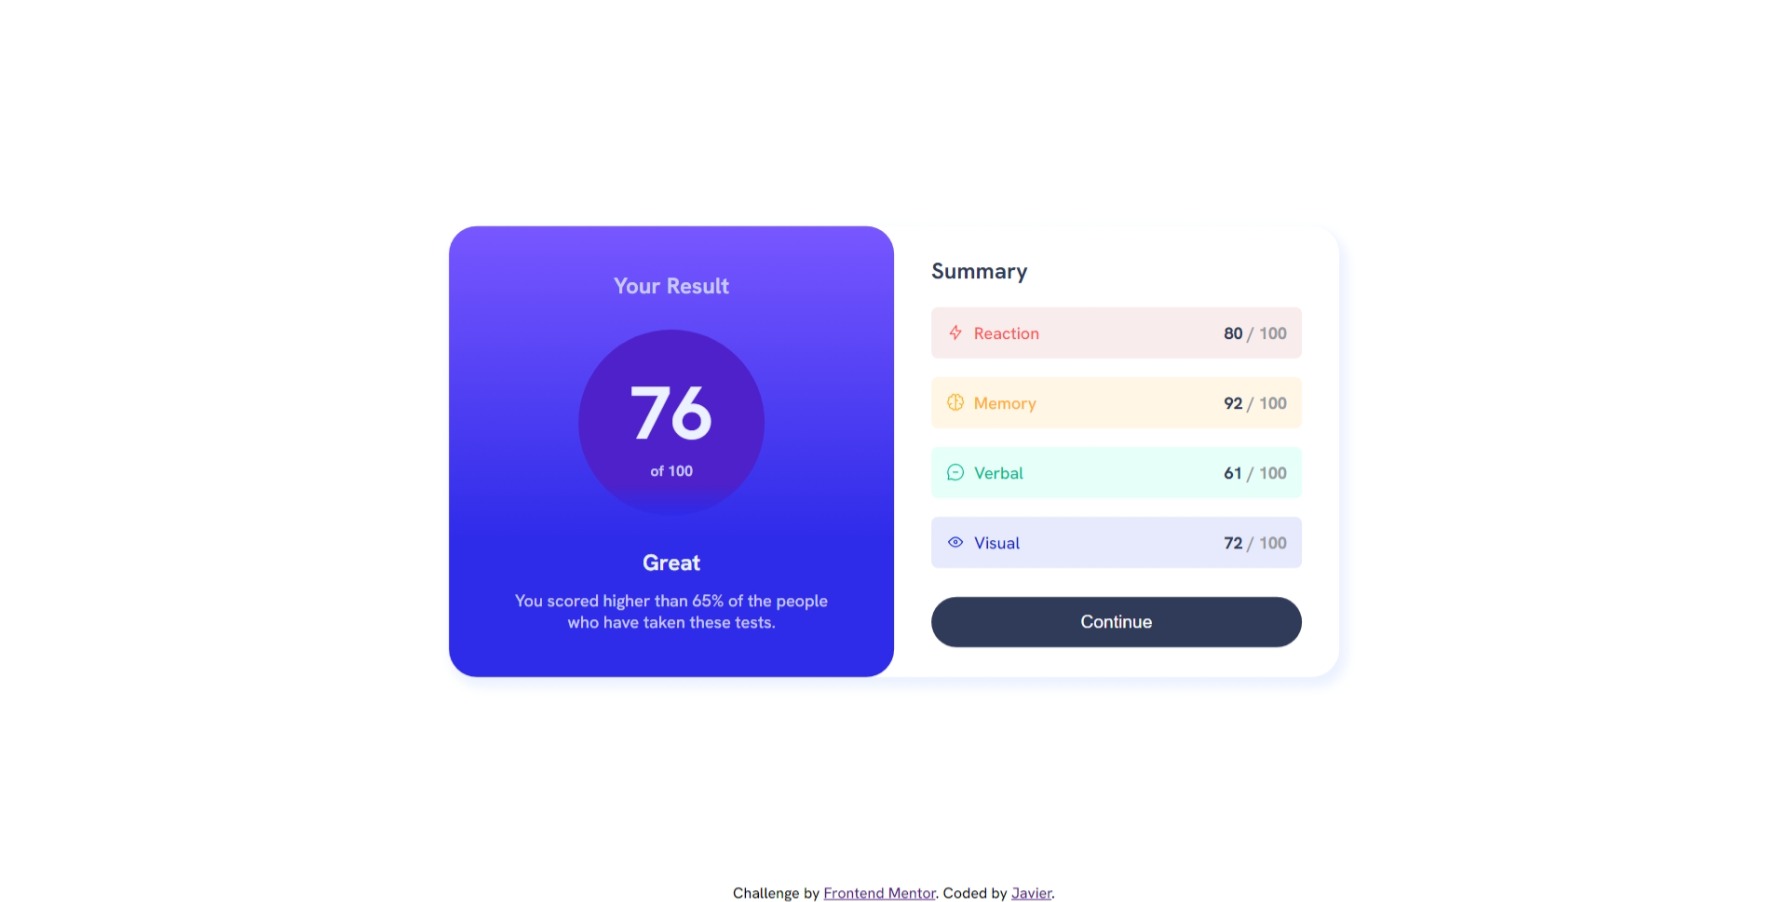 Your Result
76
of 100
Great
You scored higher than 65% of the people
who have taken these tests.
Summary
Reaction 80 / 100
Memory 92 / 100
Verbal 61 / 100
Visual 72 / 100
Continue
Challenge by Frontend Mentor. Coded by Javier.